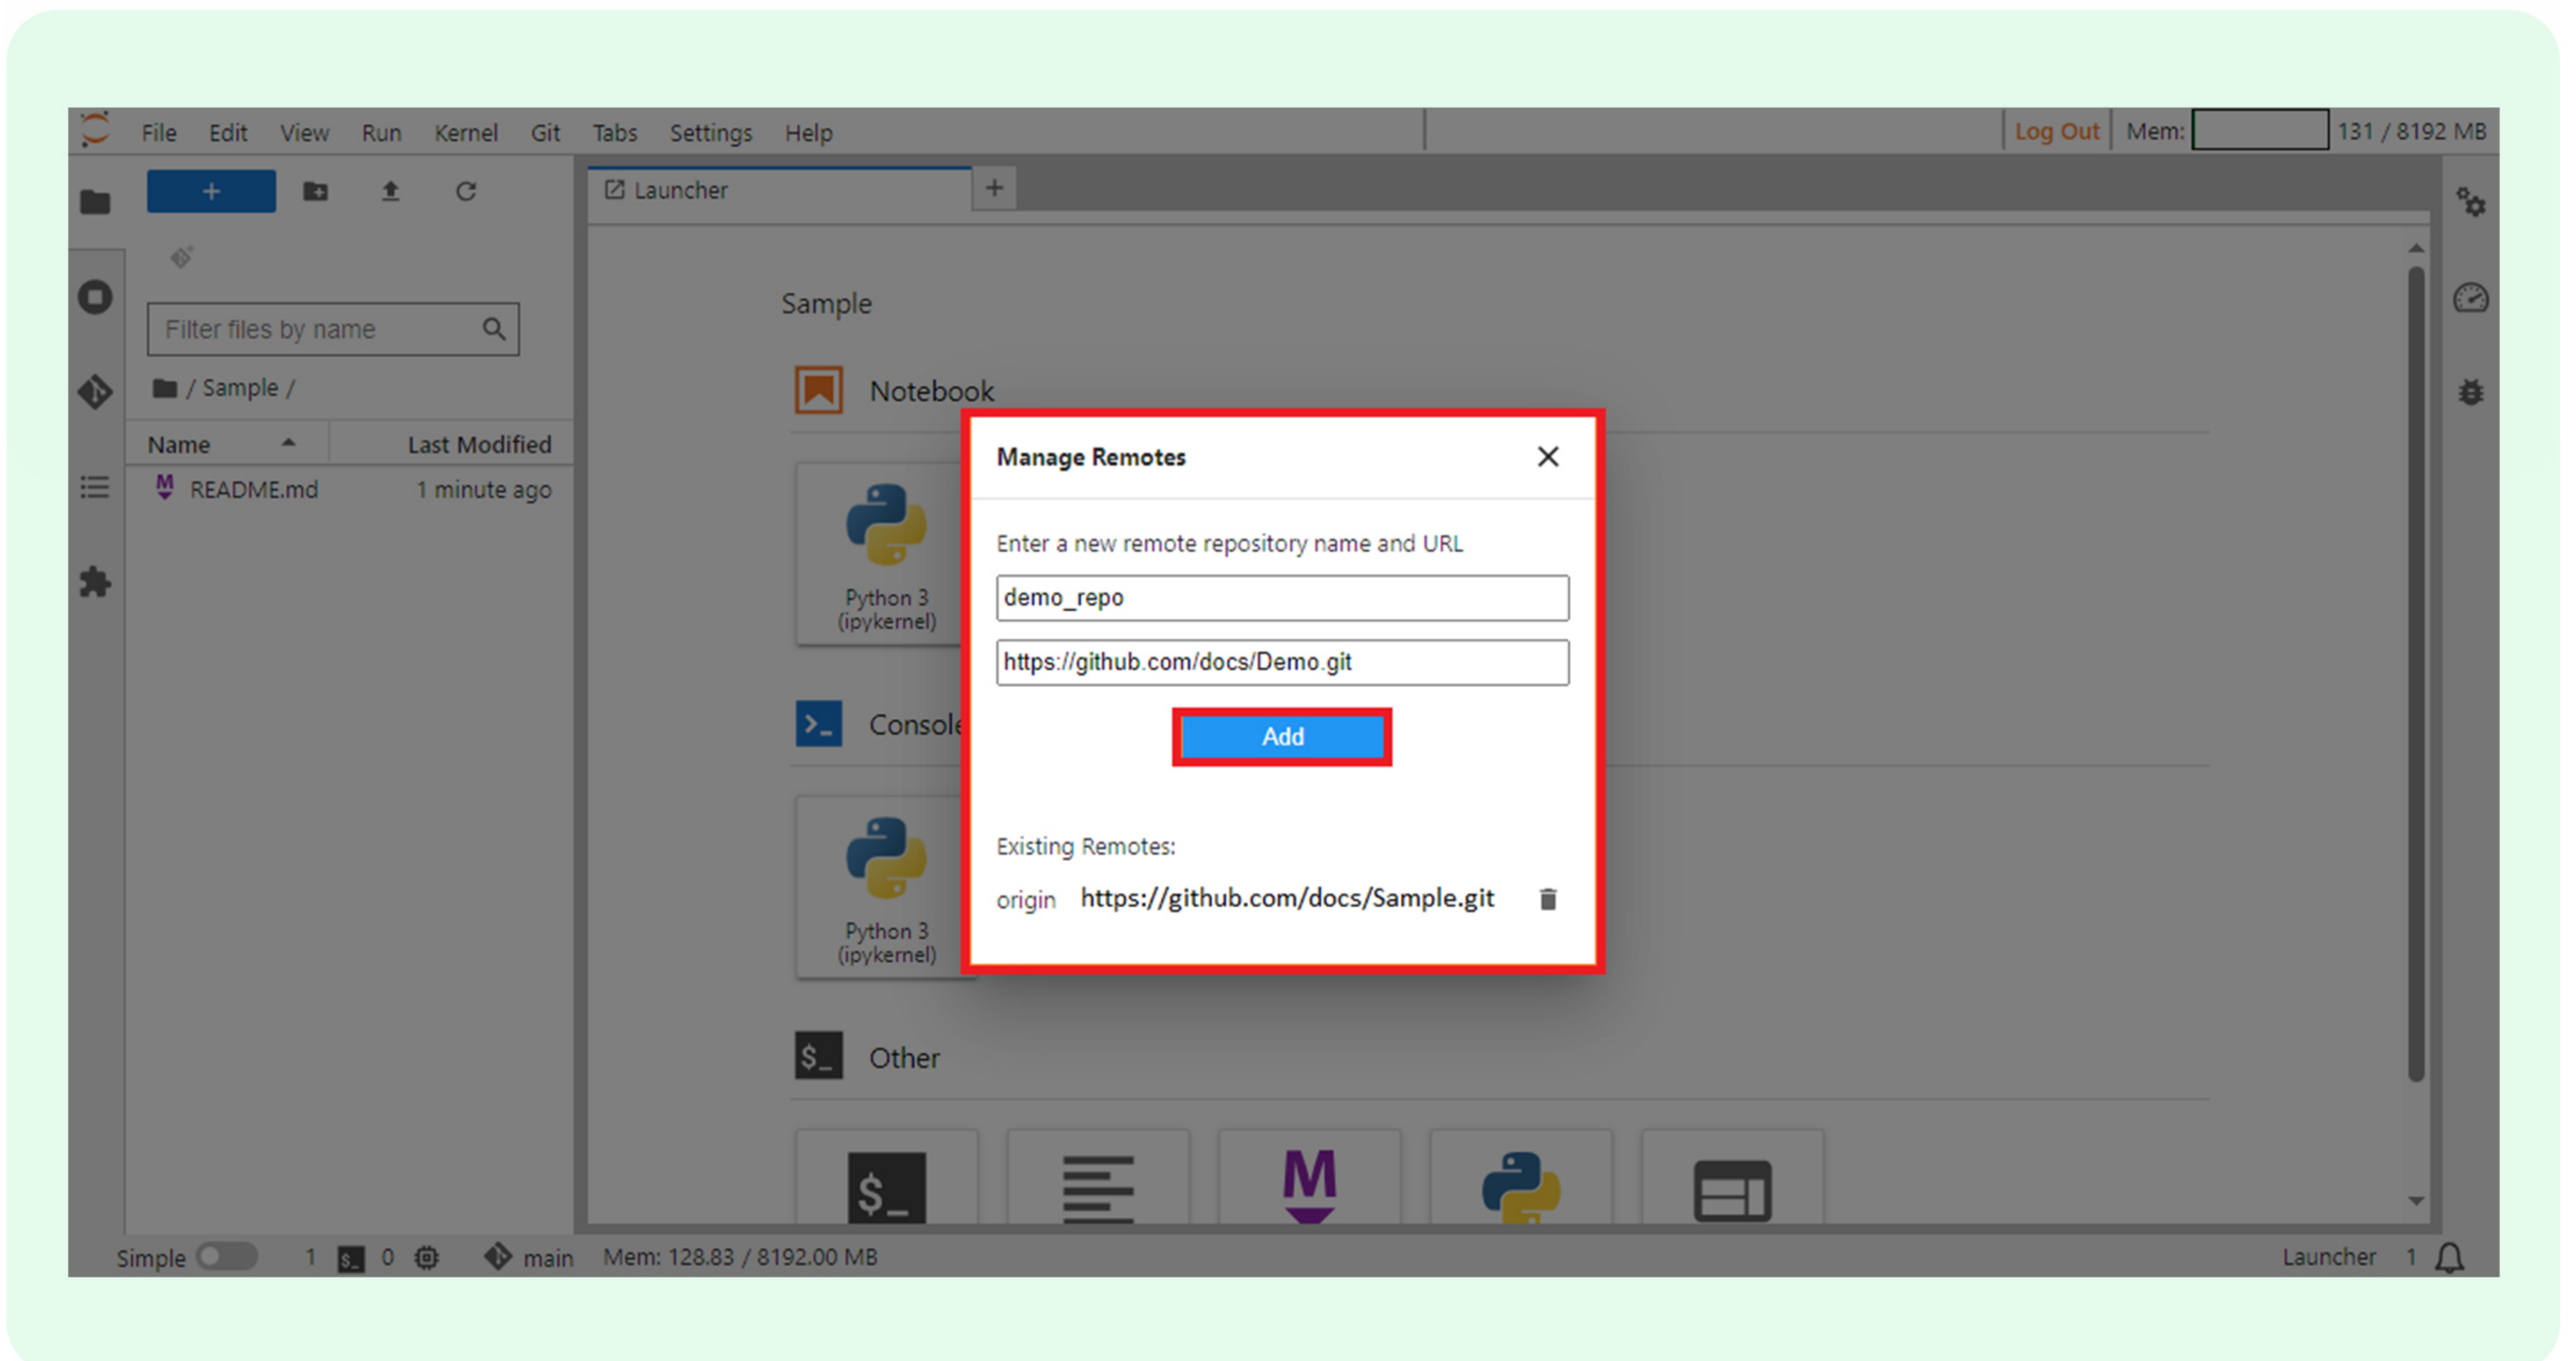 File Edit View Run Kernel Git Tabs Settings Help
Log Out Mem: 131 / 8192 MB
+
Launcher
+
Filter files by name
/ Sample /
Name Last Modified
README.md 1 minute ago
Sample
Notebook
Python 3
(ipykernel)
Console
Python 3
(ipykernel)
Other
$_
M
Manage Remotes
Enter a new remote repository name and URL
demo_repo
https://github.com/docs/Demo.git
Add
Existing Remotes:
origin https://github.com/docs/Sample.git
Simple 1 $_ 0 main Mem: 128.83 / 8192.00 MB
Launcher 1